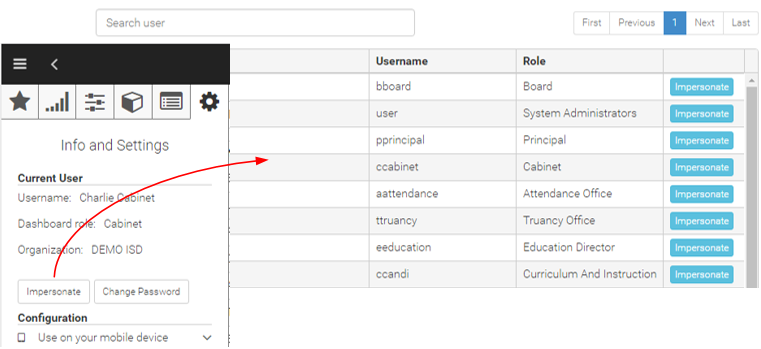 Search user
First Previous 1 Next Last
Username Role
bboard Board Impersonate
user System Administrators Impersonate
pprincipal Principal Impersonate
ccabinet Cabinet Impersonate
aattendance Attendance Office Impersonate
ttruancy Truancy Office Impersonate
eeducation Education Director Impersonate
ccandi Curriculum And Instruction Impersonate
Info and Settings
Current User
Username: Charlie Cabinet
Dashboard role: Cabinet
Organization: DEMO ISD
Impersonate Change Password
Configuration
Use on your mobile device